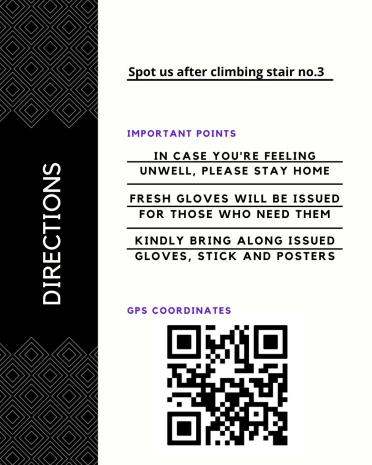 Spot us after climbing stair no.3
IMPORTANT POINTS
IN CASE YOU'RE FEELING
UNWELL, PLEASE STAY HOME
FRESH GLOVES WILL BE ISSUED
FOR THOSE WHO NEED THEM
KINDLY BRING ALONG ISSUED
GLOVES, STICK AND POSTERS
GPS COORDINATES
DIRECTIONS